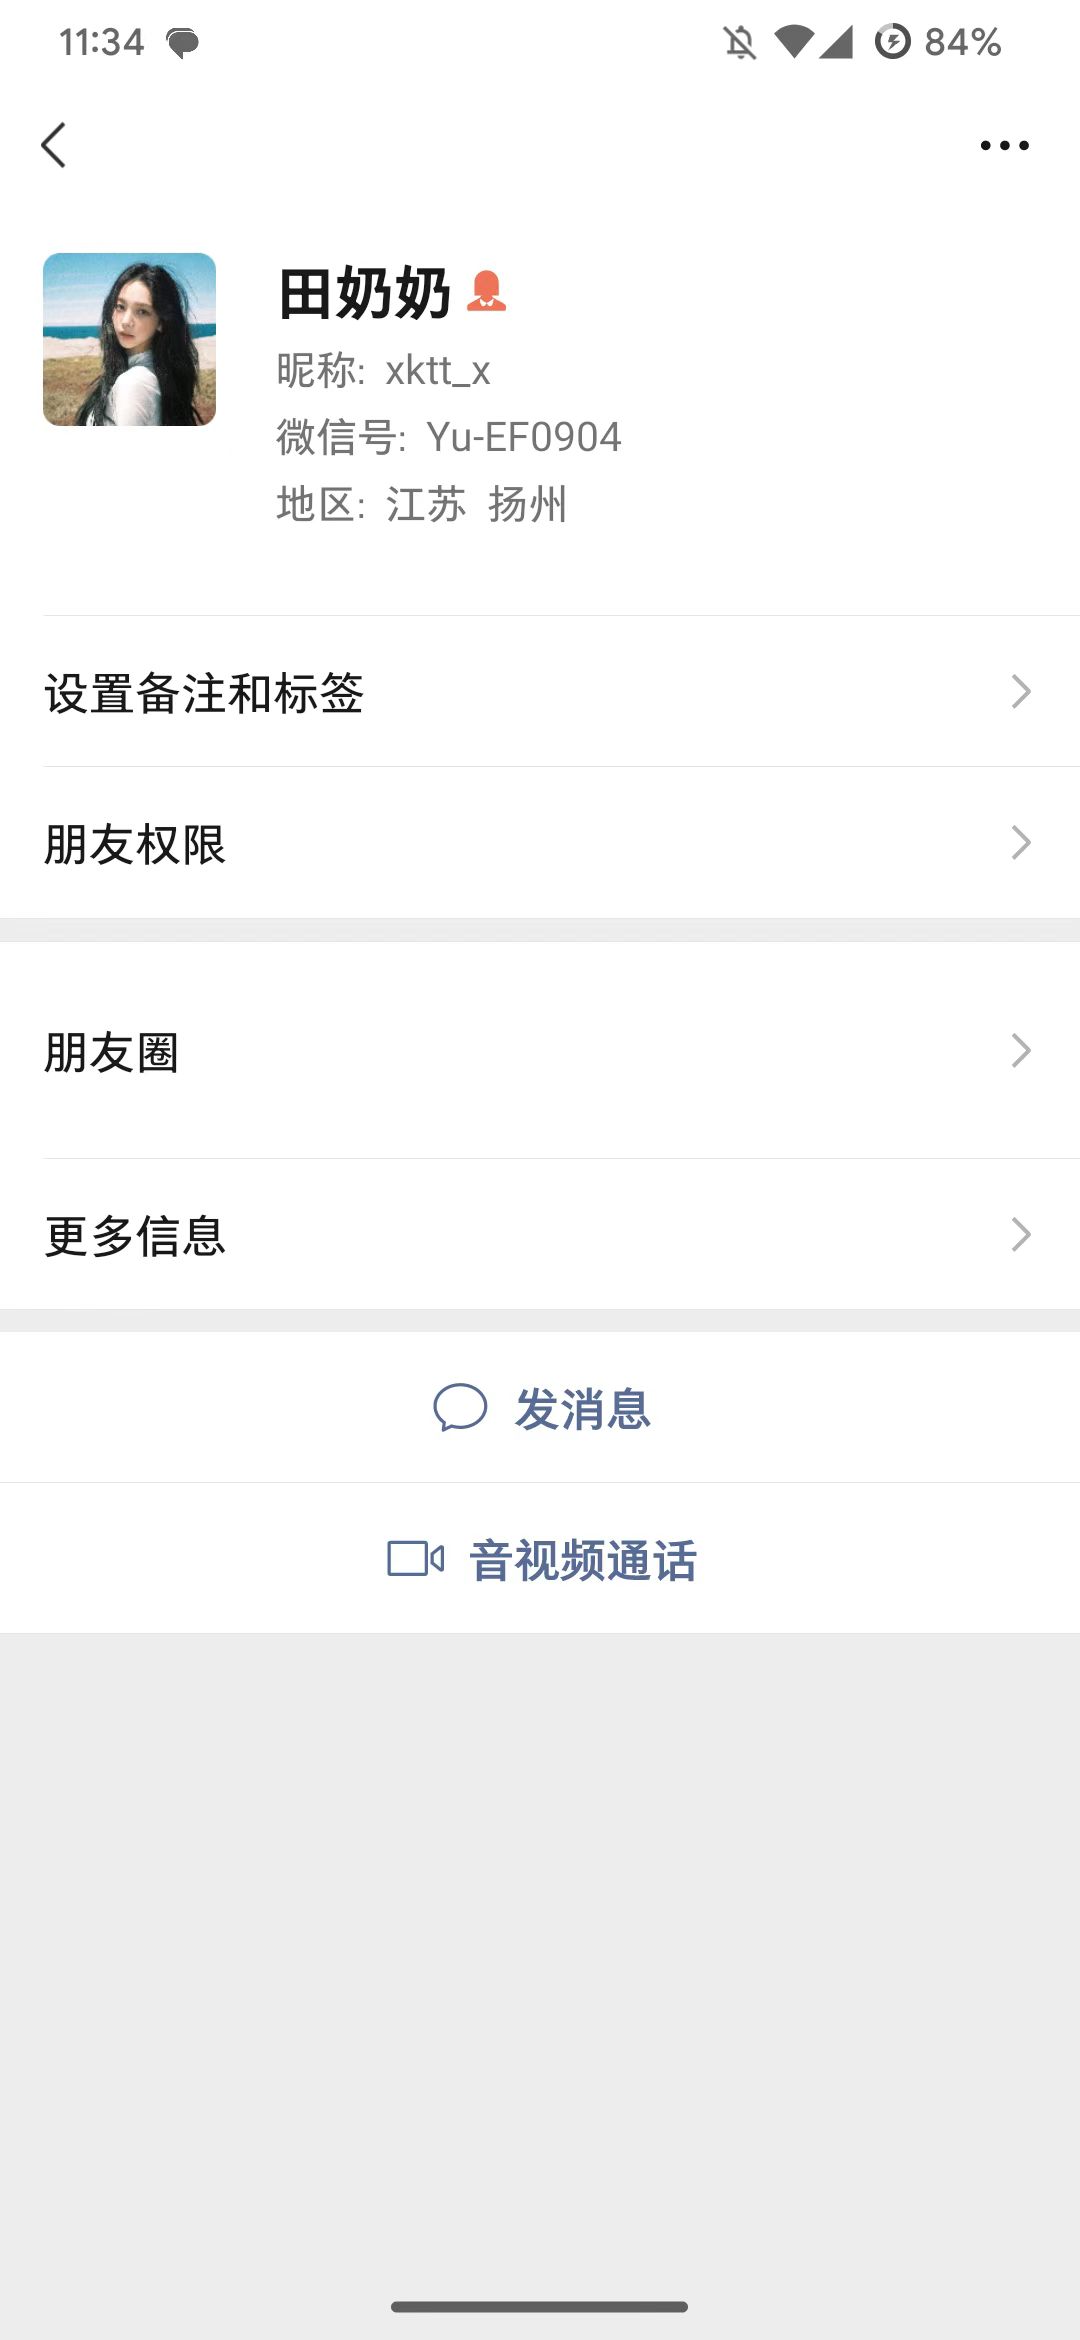 11:34
84%
田奶奶
昵称: xktt_x
微信号: Yu-EF0904
地区: 江苏 扬州
设置备注和标签
朋友权限
朋友圈
更多信息
发消息
音视频通话